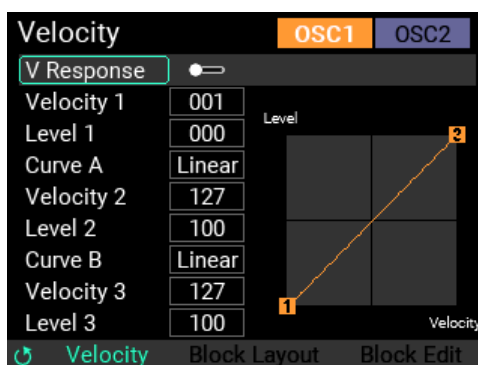 Velocity OSC1 OSC2
V Response
Velocity 1 001
Level 1 000
Curve A Linear
Velocity 2 127
Level 2 100
Curve B Linear
Velocity 3 127
Level 3 100
Level
2
1
Velocity
Velocity Block Layout Block Edit